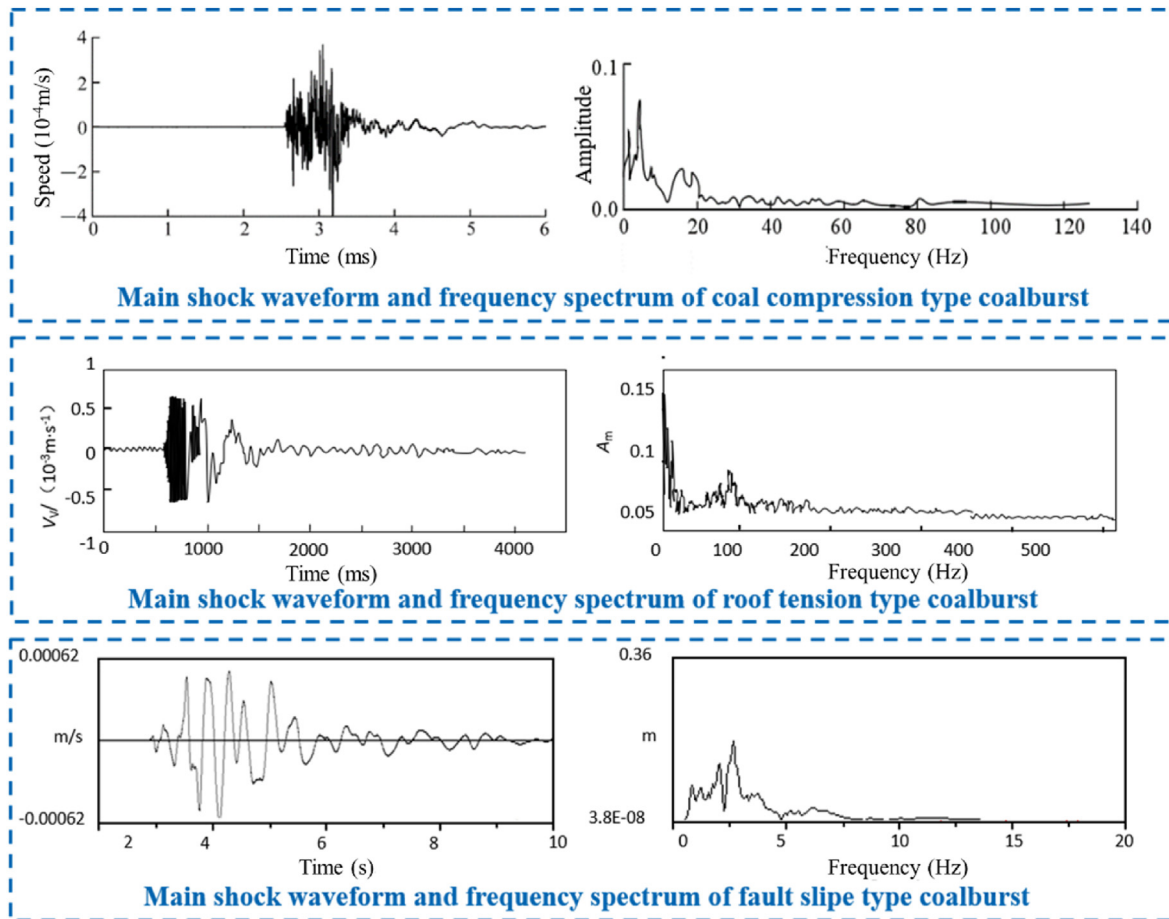 4
2
0
−2
−4
Speed (10⁻⁴m/s)
0 1 2 3 4 5 6
Time (ms)
0.1
0.0
Amplitude
0 20 40 60 80 100 120 140
Frequency (Hz)
Main shock waveform and frequency spectrum of coal compression type coalburst
1
0.5
0
-0.5
-1
0 1000 2000 3000 4000
Time (ms)
0.15
0.1
0.05
Aₘ
0 100 200 300 400 500
Frequency (Hz)
Main shock waveform and frequency spectrum of roof tension type coalburst
0.00062
m/s
-0.00062
2 4 6 8 10
Time (s)
0.36
m
3.8E-08
0 5 10 15 20
Frequency (Hz)
Main shock waveform and frequency spectrum of fault slipe type coalburst